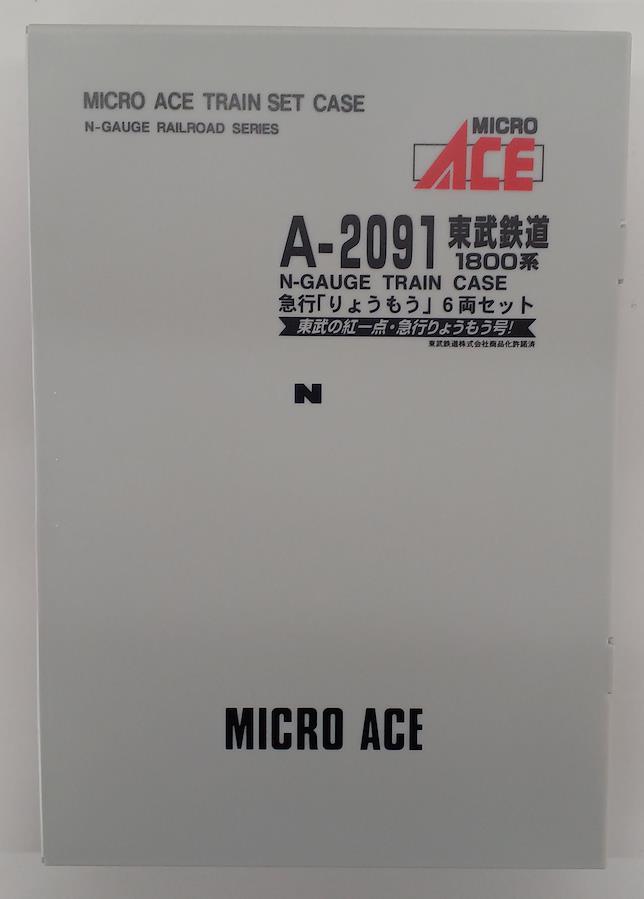 MICRO ACE TRAIN SET CASE
N-GAUGE RAILROAD SERIES
MICRO
ACE
A-2091 東武鉄道
1800系
N-GAUGE TRAIN CASE
急行「りょうもう」6両セット
東武の紅一点・急行りょうもう号!
東武鉄道株式会社商品化許諾済
N
MICRO ACE